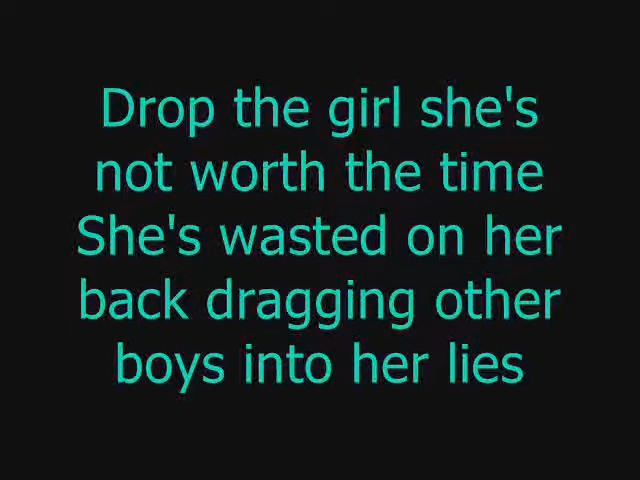 Drop the girl she's
not worth the time
She's wasted on her
back dragging other
boys into her lies